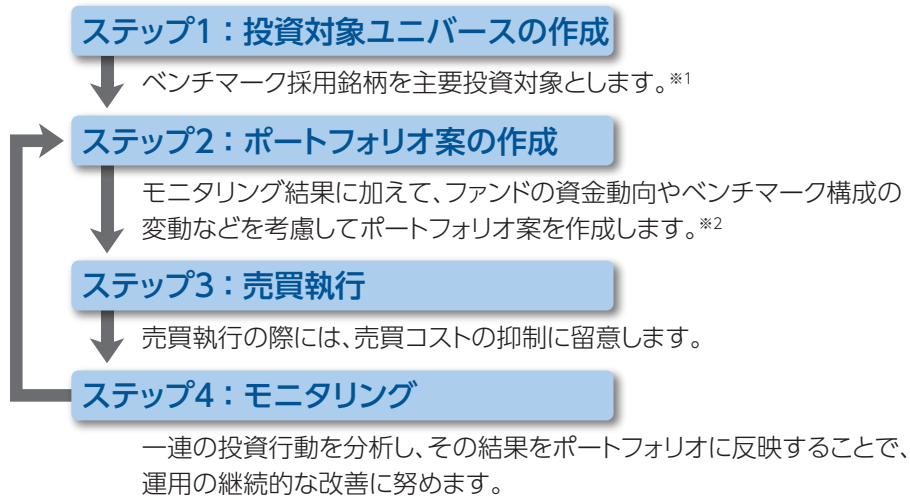 ステップ1：投資対象ユニバースの作成
ベンチマーク採用銘柄を主要投資対象とします。※1
ステップ2：ポートフォリオ案の作成
モニタリング結果に加えて、ファンドの資金動向やベンチマーク構成の
変動などを考慮してポートフォリオ案を作成します。※2
ステップ3：売買執行
売買執行の際には、売買コストの抑制に留意します。
ステップ4：モニタリング
一連の投資行動を分析し、その結果をポートフォリオに反映することで、
運用の継続的な改善に努めます。